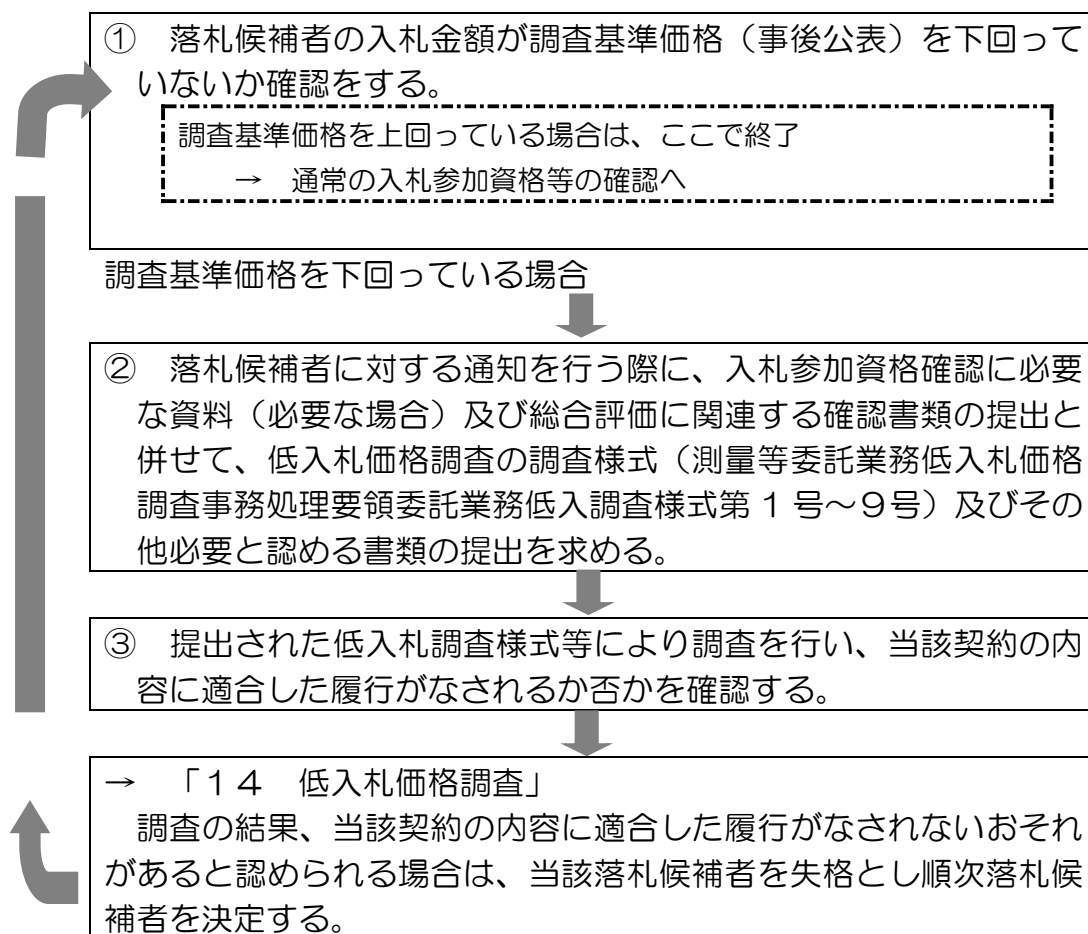 ① 落札候補者の入札金額が調査基準価格（事後公表）を下回って
いないか確認をする。
調査基準価格を上回っている場合は、ここで終了
→ 通常の入札参加資格等の確認へ
調査基準価格を下回っている場合
② 落札候補者に対する通知を行う際に、入札参加資格確認に必要
な資料（必要な場合）及び総合評価に関連する確認書類の提出と
併せて、低入札価格調査の調査様式（測量等委託業務低入札価格
調査事務処理要領委託業務低入調査様式第１号～９号）及びその
他必要と認める書類の提出を求める。
③ 提出された低入札調査様式等により調査を行い、当該契約の内
容に適合した履行がなされるか否かを確認する。
→ 「１４ 低入札価格調査」
調査の結果、当該契約の内容に適合した履行がなされないおそれ
があると認められる場合は、当該落札候補者を失格とし順次落札候
補者を決定する。